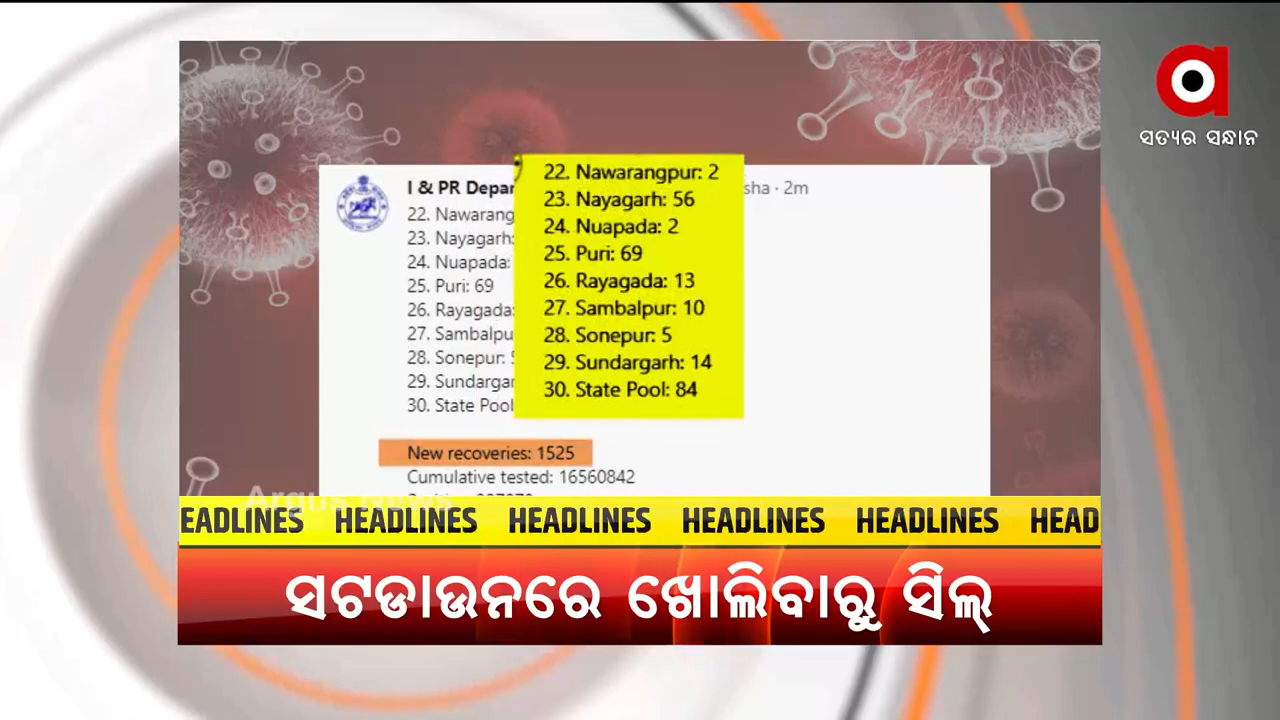 ସତ୍ୟର ସନ୍ଧାନ
I & PR Depar
sha · 2m
22. Nawarang
23. Nayagarh:
24. Nuapada:
25. Puri: 69
26. Rayagada:
27. Sambalpu
28. Sonepur: 5
29. Sundargar
30. State Pool
22. Nawarangpur: 2
23. Nayagarh: 56
24. Nuapada: 2
25. Puri: 69
26. Rayagada: 13
27. Sambalpur: 10
28. Sonepur: 5
29. Sundargarh: 14
30. State Pool: 84
New recoveries: 1525
Cumulative tested: 16560842
Argus News
EADLINES HEADLINES HEADLINES HEADLINES HEADLINES HEAD
ସଟଡାଉନରେ ଖୋଲିବାରୁ ସିଲ୍